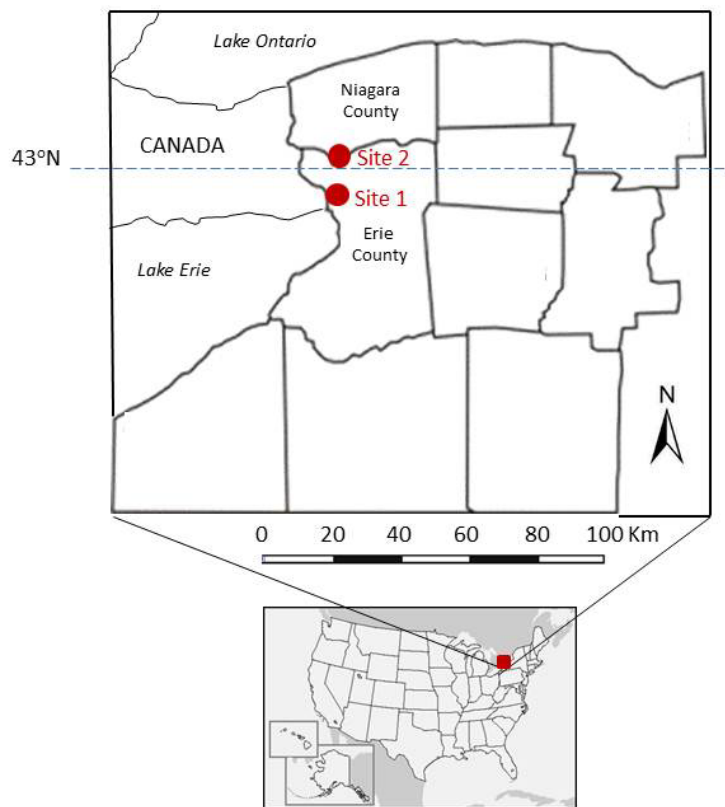 Lake Ontario
Niagara
County
CANADA
43°N
Site 2
Site 1
Erie
County
Lake Erie
N
0 20 40 60 80 100 Km